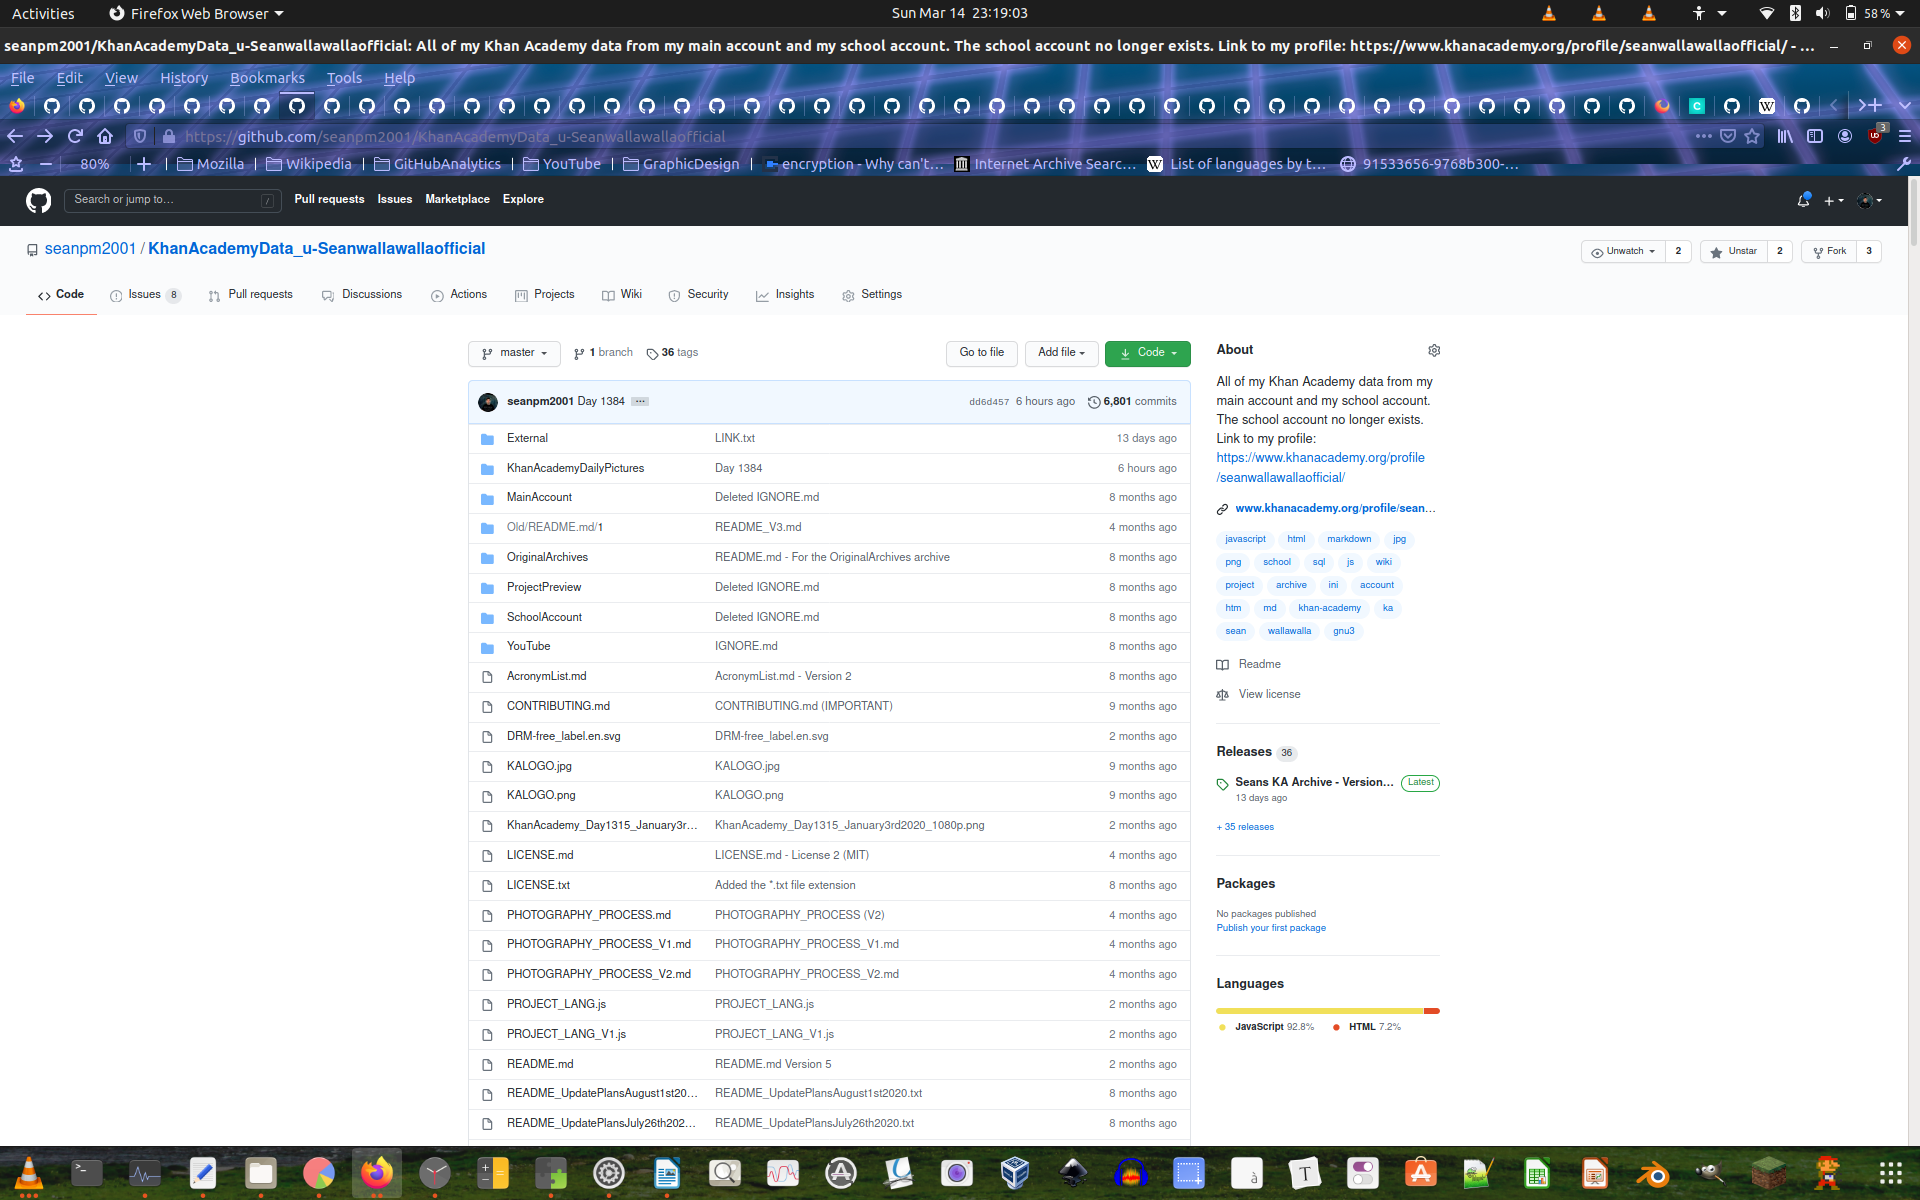 Activities Firefox Web Browser Sun Mar 14 23:19:03 58 %
seanpm2001/KhanAcademyData_u-Seanwallawallaofficial: All of my Khan Academy data from my main account and my school account. The school account no longer exists. Link to my profile: https://www.khanacademy.org/profile/seanwallawallaofficial/ - ...
File Edit View History Bookmarks Tools Help
https://github.com/seanpm2001/KhanAcademyData_u-Seanwallawallaofficial 3
80% Mozilla Wikipedia GitHubAnalytics YouTube GraphicDesign encryption - Why can't... Internet Archive Searc... List of languages by t... 91533656-9768b300-...
Search or jump to... / Pull requests Issues Marketplace Explore
seanpm2001 / KhanAcademyData_u-Seanwallawallaofficial Unwatch 2 Unstar 2 Fork 3
Code Issues 8 Pull requests Discussions Actions Projects Wiki Security Insights Settings
master 1 branch 36 tags Go to file Add file Code
seanpm2001 Day 1384 ... dd6d457 6 hours ago 6,801 commits
External LINK.txt 13 days ago
KhanAcademyDailyPictures Day 1384 6 hours ago
MainAccount Deleted IGNORE.md 8 months ago
Old/README.md/1 README_V3.md 4 months ago
OriginalArchives README.md - For the OriginalArchives archive 8 months ago
ProjectPreview Deleted IGNORE.md 8 months ago
SchoolAccount Deleted IGNORE.md 8 months ago
YouTube IGNORE.md 8 months ago
AcronymList.md AcronymList.md - Version 2 8 months ago
CONTRIBUTING.md CONTRIBUTING.md (IMPORTANT) 9 months ago
DRM-free_label.en.svg DRM-free_label.en.svg 2 months ago
KALOGO.jpg KALOGO.jpg 9 months ago
KALOGO.png KALOGO.png 9 months ago
KhanAcademy_Day1315_January3r... KhanAcademy_Day1315_January3rd2020_1080p.png 2 months ago
LICENSE.md LICENSE.md - License 2 (MIT) 4 months ago
LICENSE.txt Added the *.txt file extension 8 months ago
PHOTOGRAPHY_PROCESS.md PHOTOGRAPHY_PROCESS (V2) 4 months ago
PHOTOGRAPHY_PROCESS_V1.md PHOTOGRAPHY_PROCESS_V1.md 4 months ago
PHOTOGRAPHY_PROCESS_V2.md PHOTOGRAPHY_PROCESS_V2.md 4 months ago
PROJECT_LANG.js PROJECT_LANG.js 2 months ago
PROJECT_LANG_V1.js PROJECT_LANG_V1.js 2 months ago
README.md README.md Version 5 2 months ago
README_UpdatePlansAugust1st20... README_UpdatePlansAugust1st2020.txt 8 months ago
README_UpdatePlansJuly26th202... README_UpdatePlansJuly26th2020.txt 8 months ago
About
All of my Khan Academy data from my
main account and my school account.
The school account no longer exists.
Link to my profile:
https://www.khanacademy.org/profile
/seanwallawallaofficial/
www.khanacademy.org/profile/sean...
javascript html markdown jpg
png school sql js wiki
project archive ini account
htm md khan-academy ka
sean wallawalla gnu3
Readme
View license
Releases 36
Seans KA Archive - Version... Latest
13 days ago
+ 35 releases
Packages
No packages published
Publish your first package
Languages
JavaScript 92.8% HTML 7.2%